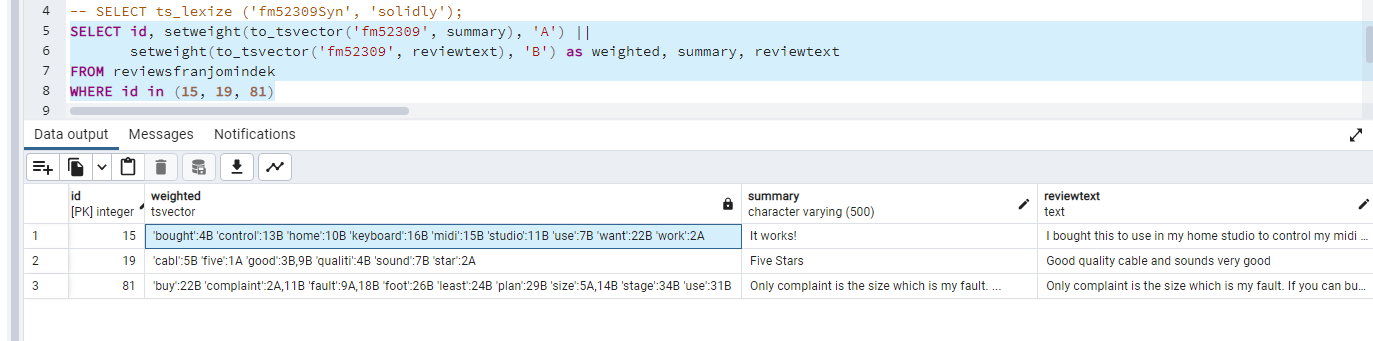 4 -- SELECT ts_lexize ('fm52309Syn', 'solidly');
5 SELECT id, setweight(to_tsvector('fm52309', summary), 'A') ||
6 setweight(to_tsvector('fm52309', reviewtext), 'B') as weighted, summary, reviewtext
7 FROM reviewsfranjomindek
8 WHERE id in (15, 19, 81)
9
Data output Messages Notifications
id weighted summary reviewtext
[PK] integer tsvector character varying (500) text
1 15 'bought':4B 'control':13B 'home':10B 'keyboard':16B 'midi':15B 'studio':11B 'use':7B 'want':22B 'work':2A It works! I bought this to use in my home studio to control my midi ...
2 19 'cabl':5B 'five':1A 'good':3B,9B 'qualiti':4B 'sound':7B 'star':2A Five Stars Good quality cable and sounds very good
3 81 'buy':22B 'complaint':2A,11B 'fault':9A,18B 'foot':26B 'least':24B 'plan':29B 'size':5A,14B 'stage':34B 'use':31B Only complaint is the size which is my fault. ... Only complaint is the size which is my fault. If you can bu...